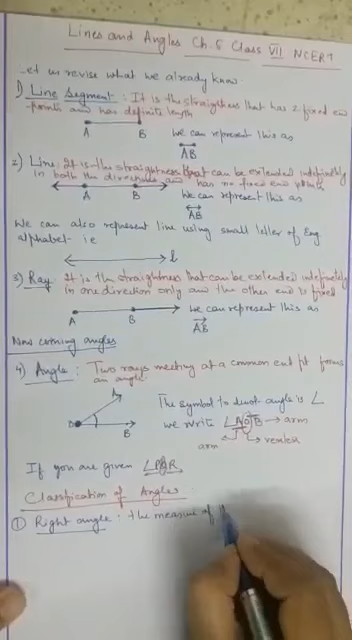 Lines and Angles Ch. 5 Class VII NCERT
Let us revise what we already know
1) Line Segment : It is the straightness that has 2 fixed end
points and has definite length
A B We can represent this as
AB
2) Line : It is the straightness that can be extended indefinitely
in both the directions and has no fixed end points
A B We can represent this as
AB
We can also represent line using small letter of Eng
alphabet i.e
l
3) Ray It is the straightness that can be extended indefinitely
in one direction only and the other end is fixed
A B we can represent this as
AB
Now coming angles
4) Angle : Two rays meeting at a common end pt forms
an angle
A The symbol to denot angle is ∠
O B we write ∠AOB → arm
arm vertex
If you are given ∠PQR,
Classification of Angles
① Right angle : the measure of